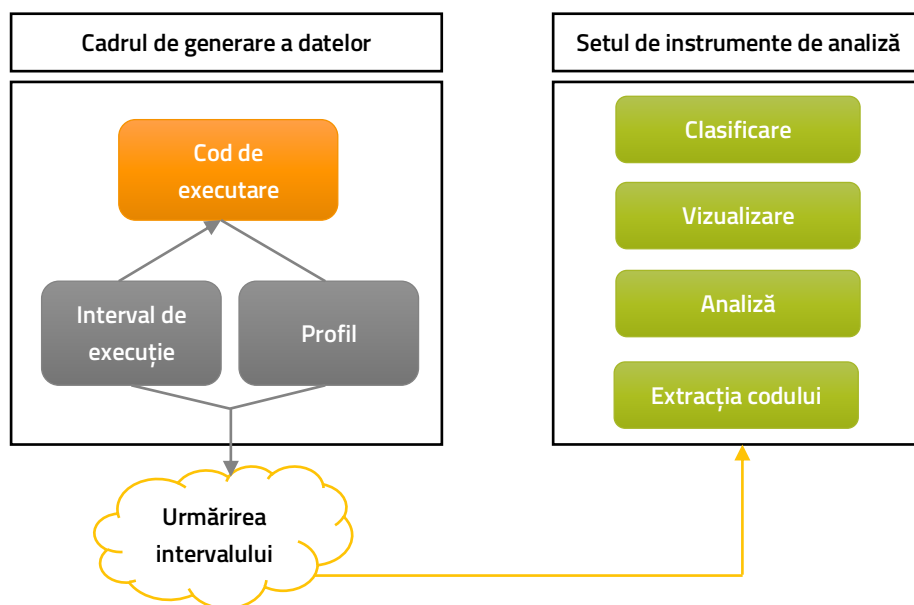 Cadrul de generare a datelor
Setul de instrumente de analiză
Cod de
executare
Interval de
execuție
Profil
Urmărirea
intervalului
Clasificare
Vizualizare
Analiză
Extracția codului